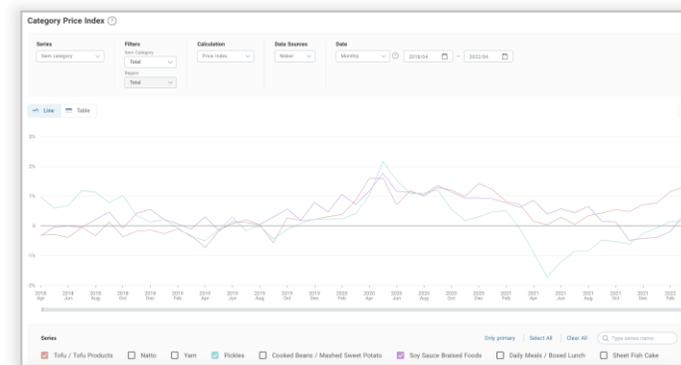 Category Price Index
Series Filters Calculation Data Sources Date
Item Category
Item category Total Price Index Nikkei Monthly 2018/04 - 2022/04
Region
Total
Line Table
3%
2%
1%
0
-1%
-2%
2018 2018 2018 2018 2018 2019 2019 2019 2019 2019 2019 2020 2020 2020 2020 2020 2020 2021 2021 2021 2021 2021 2021 2022
Apr Jun Aug Oct Dec Feb Apr Jun Aug Oct Dec Feb Apr Jun Aug Oct Dec Feb Apr Jun Aug Oct Dec Feb
Series Only primary Select All Clear All Type series name
Tofu / Tofu Products Natto Yam Pickles Cooked Beans / Mashed Sweet Potato Soy Sauce Braised Foods Daily Meals / Boxed Lunch Sheet Fish Cake